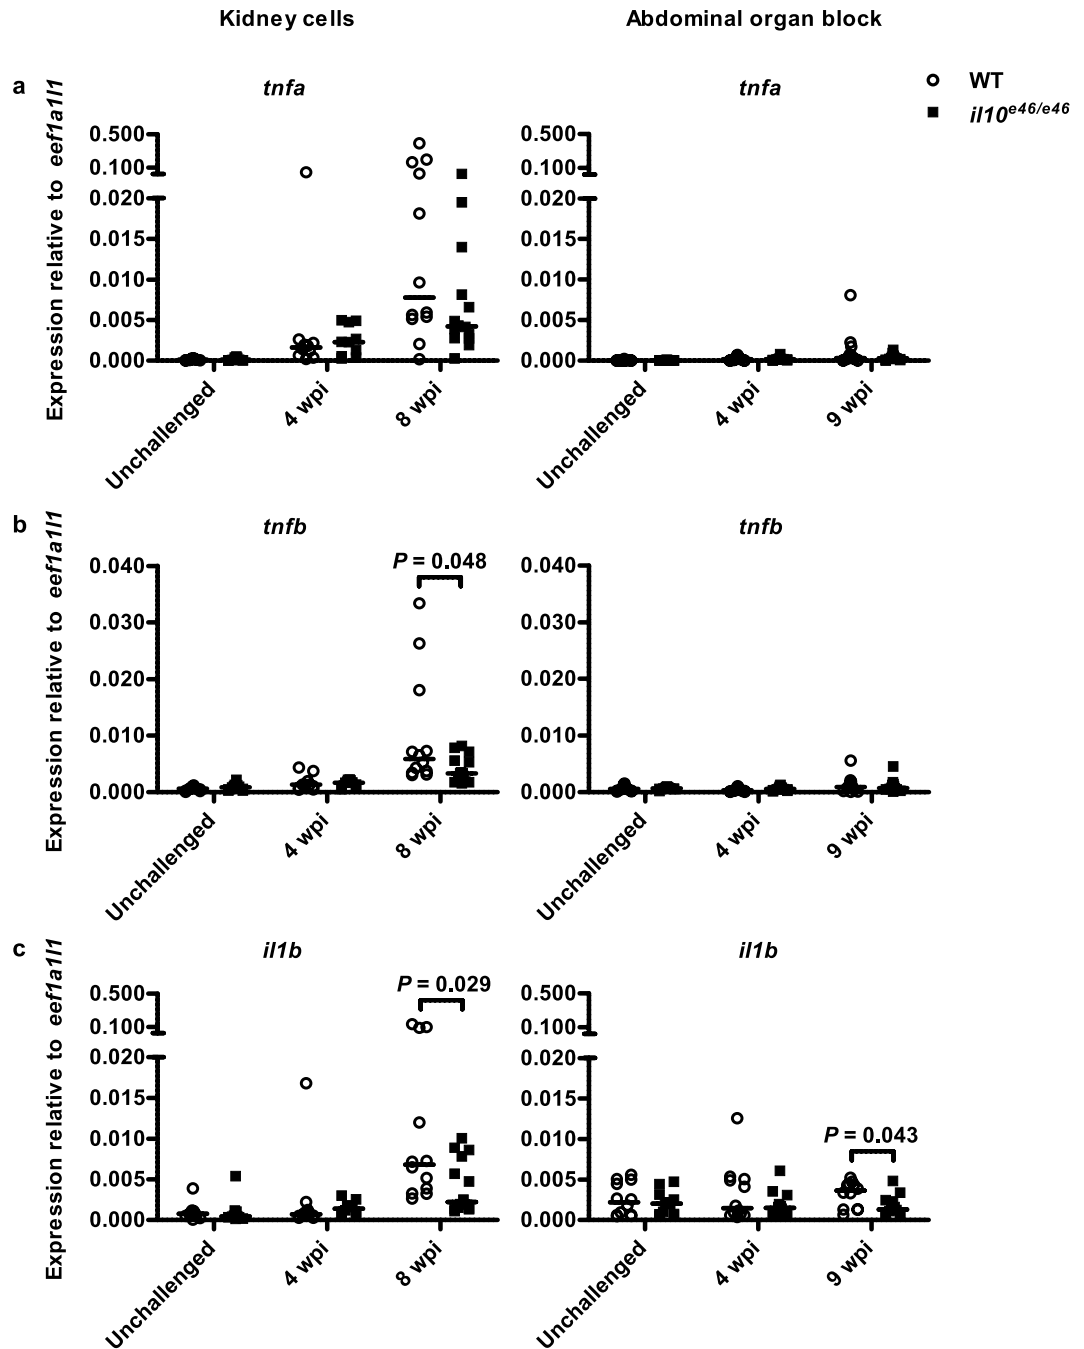 Kidney cells
Abdominal organ block
WT
il10e46/e46
a
Expression relative to eef1a1l1
tnfa
0.500
0.100
0.020
0.015
0.010
0.005
0.000
Unchallenged
4 wpi
8 wpi
tnfa
0.500
0.100
0.020
0.015
0.010
0.005
0.000
Unchallenged
4 wpi
9 wpi
b
Expression relative to eef1a1l1
tnfb
P = 0.048
0.040
0.030
0.020
0.010
0.000
Unchallenged
4 wpi
8 wpi
tnfb
0.040
0.030
0.020
0.010
0.000
Unchallenged
4 wpi
9 wpi
c
Expression relative to eef1a1l1
il1b
P = 0.029
0.500
0.100
0.020
0.015
0.010
0.005
0.000
Unchallenged
4 wpi
8 wpi
il1b
0.500
0.100
0.020
0.015
0.010
0.005
0.000
P = 0.043
Unchallenged
4 wpi
9 wpi